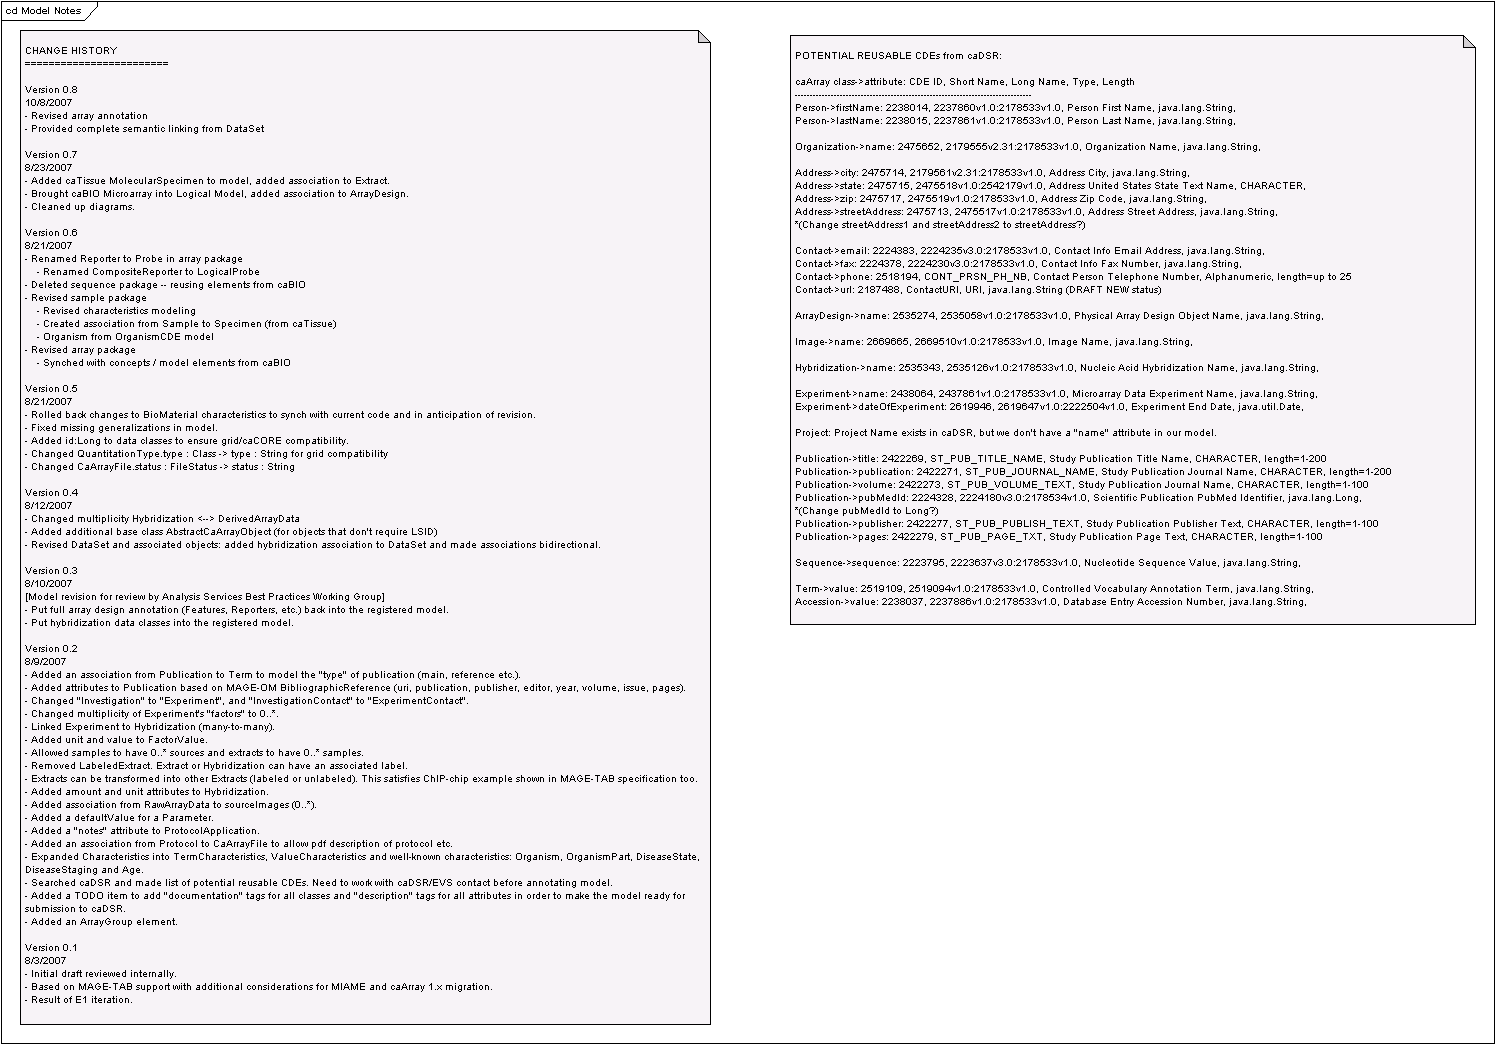 cd Model Notes
CHANGE HISTORY
========================
Version 0.8
10/8/2007
- Revised array annotation
- Provided complete semantic linking from DataSet
Version 0.7
8/23/2007
- Added caTissue MolecularSpecimen to model, added association to Extract.
- Brought caBIO Microarray into Logical Model, added association to ArrayDesign.
- Cleaned up diagrams.
Version 0.6
8/21/2007
- Renamed Reporter to Probe in array package
- Renamed CompositeReporter to LogicalProbe
- Deleted sequence package -- reusing elements from caBIO
- Revised sample package
- Revised characteristics modeling
- Created association from Sample to Specimen (from caTissue)
- Organism from OrganismCDE model
- Revised array package
- Synched with concepts / model elements from caBIO
Version 0.5
8/21/2007
- Rolled back changes to BioMaterial characteristics to synch with current code and in anticipation of revision.
- Fixed missing generalizations in model.
- Added id:Long to data classes to ensure grid/caCORE compatibility.
- Changed QuantitationType.type : Class -> type : String for grid compatibility
- Changed CaArrayFile.status : FileStatus -> status : String
Version 0.4
8/12/2007
- Changed multiplicity Hybridization <--> DerivedArrayData
- Added additional base class AbstractCaArrayObject (for objects that don't require LSID)
- Revised DataSet and associated objects: added hybridization association to DataSet and made associations bidirectional.
Version 0.3
8/10/2007
[Model revision for review by Analysis Services Best Practices Working Group]
- Put full array design annotation (Features, Reporters, etc.) back into the registered model.
- Put hybridization data classes into the registered model.
Version 0.2
8/9/2007
- Added an association from Publication to Term to model the "type" of publication (main, reference etc.).
- Added attributes to Publication based on MAGE-OM BibliographicReference (uri, publication, publisher, editor, year, volume, issue, pages).
- Changed "Investigation" to "Experiment", and "InvestigationContact" to "ExperimentContact".
- Changed multiplicity of Experiment's "factors" to 0..*.
- Linked Experiment to Hybridization (many-to-many).
- Added unit and value to FactorValue.
- Allowed samples to have 0..* sources and extracts to have 0..* samples.
- Removed LabeledExtract. Extract or Hybridization can have an associated label.
- Extracts can be transformed into other Extracts (labeled or unlabeled). This satisfies ChIP-chip example shown in MAGE-TAB specification too.
- Added amount and unit attributes to Hybridization.
- Added association from RawArrayData to sourceImages (0..*).
- Added a defaultValue for a Parameter.
- Added a "notes" attribute to ProtocolApplication.
- Added an association from Protocol to CaArrayFile to allow pdf description of protocol etc.
- Expanded Characteristics into TermCharacteristics, ValueCharacteristics and well-known characteristics: Organism, OrganismPart, DiseaseState,
DiseaseStaging and Age.
- Searched caDSR and made list of potential reusable CDEs. Need to work with caDSR/EVS contact before annotating model.
- Added a TODO item to add "documentation" tags for all classes and "description" tags for all attributes in order to make the model ready for
submission to caDSR.
- Added an ArrayGroup element.
Version 0.1
8/3/2007
- Initial draft reviewed internally.
- Based on MAGE-TAB support with additional considerations for MIAME and caArray 1.x migration.
- Result of E1 iteration.
POTENTIAL REUSABLE CDEs from caDSR:
caArray class->attribute: CDE ID, Short Name, Long Name, Type, Length
-------------------------------------------------------------------------------
Person->firstName: 2238014, 2237860v1.0:2178533v1.0, Person First Name, java.lang.String,
Person->lastName: 2238015, 2237861v1.0:2178533v1.0, Person Last Name, java.lang.String,
Organization->name: 2475652, 2179555v2.31:2178533v1.0, Organization Name, java.lang.String,
Address->city: 2475714, 2179561v2.31:2178533v1.0, Address City, java.lang.String,
Address->state: 2475715, 2475518v1.0:2542179v1.0, Address United States State Text Name, CHARACTER,
Address->zip: 2475717, 2475519v1.0:2178533v1.0, Address Zip Code, java.lang.String,
Address->streetAddress: 2475713, 2475517v1.0:2178533v1.0, Address Street Address, java.lang.String,
*(Change streetAddress1 and streetAddress2 to streetAddress?)
Contact->email: 2224383, 2224235v3.0:2178533v1.0, Contact Info Email Address, java.lang.String,
Contact->fax: 2224378, 2224230v3.0:2178533v1.0, Contact Info Fax Number, java.lang.String,
Contact->phone: 2518194, CONT_PRSN_PH_NB, Contact Person Telephone Number, Alphanumeric, length=up to 25
Contact->url: 2187488, ContactURI, URI, java.lang.String (DRAFT NEW status)
ArrayDesign->name: 2535274, 2535058v1.0:2178533v1.0, Physical Array Design Object Name, java.lang.String,
Image->name: 2669665, 2669510v1.0:2178533v1.0, Image Name, java.lang.String,
Hybridization->name: 2535343, 2535126v1.0:2178533v1.0, Nucleic Acid Hybridization Name, java.lang.String,
Experiment->name: 2438064, 2437861v1.0:2178533v1.0, Microarray Data Experiment Name, java.lang.String,
Experiment->dateOfExperiment: 2619946, 2619647v1.0:2222504v1.0, Experiment End Date, java.util.Date,
Project: Project Name exists in caDSR, but we don't have a "name" attribute in our model.
Publication->title: 2422269, ST_PUB_TITLE_NAME, Study Publication Title Name, CHARACTER, length=1-200
Publication->publication: 2422271, ST_PUB_JOURNAL_NAME, Study Publication Journal Name, CHARACTER, length=1-200
Publication->volume: 2422273, ST_PUB_VOLUME_TEXT, Study Publication Journal Name, CHARACTER, length=1-100
Publication->pubMedId: 2224328, 2224180v3.0:2178534v1.0, Scientific Publication PubMed Identifier, java.lang.Long,
*(Change pubMedId to Long?)
Publication->publisher: 2422277, ST_PUB_PUBLISH_TEXT, Study Publication Publisher Text, CHARACTER, length=1-100
Publication->pages: 2422279, ST_PUB_PAGE_TXT, Study Publication Page Text, CHARACTER, length=1-100
Sequence->sequence: 2223795, 2223637v3.0:2178533v1.0, Nucleotide Sequence Value, java.lang.String,
Term->value: 2519109, 2519094v1.0:2178533v1.0, Controlled Vocabulary Annotation Term, java.lang.String,
Accession->value: 2238037, 2237886v1.0:2178533v1.0, Database Entry Accession Number, java.lang.String,